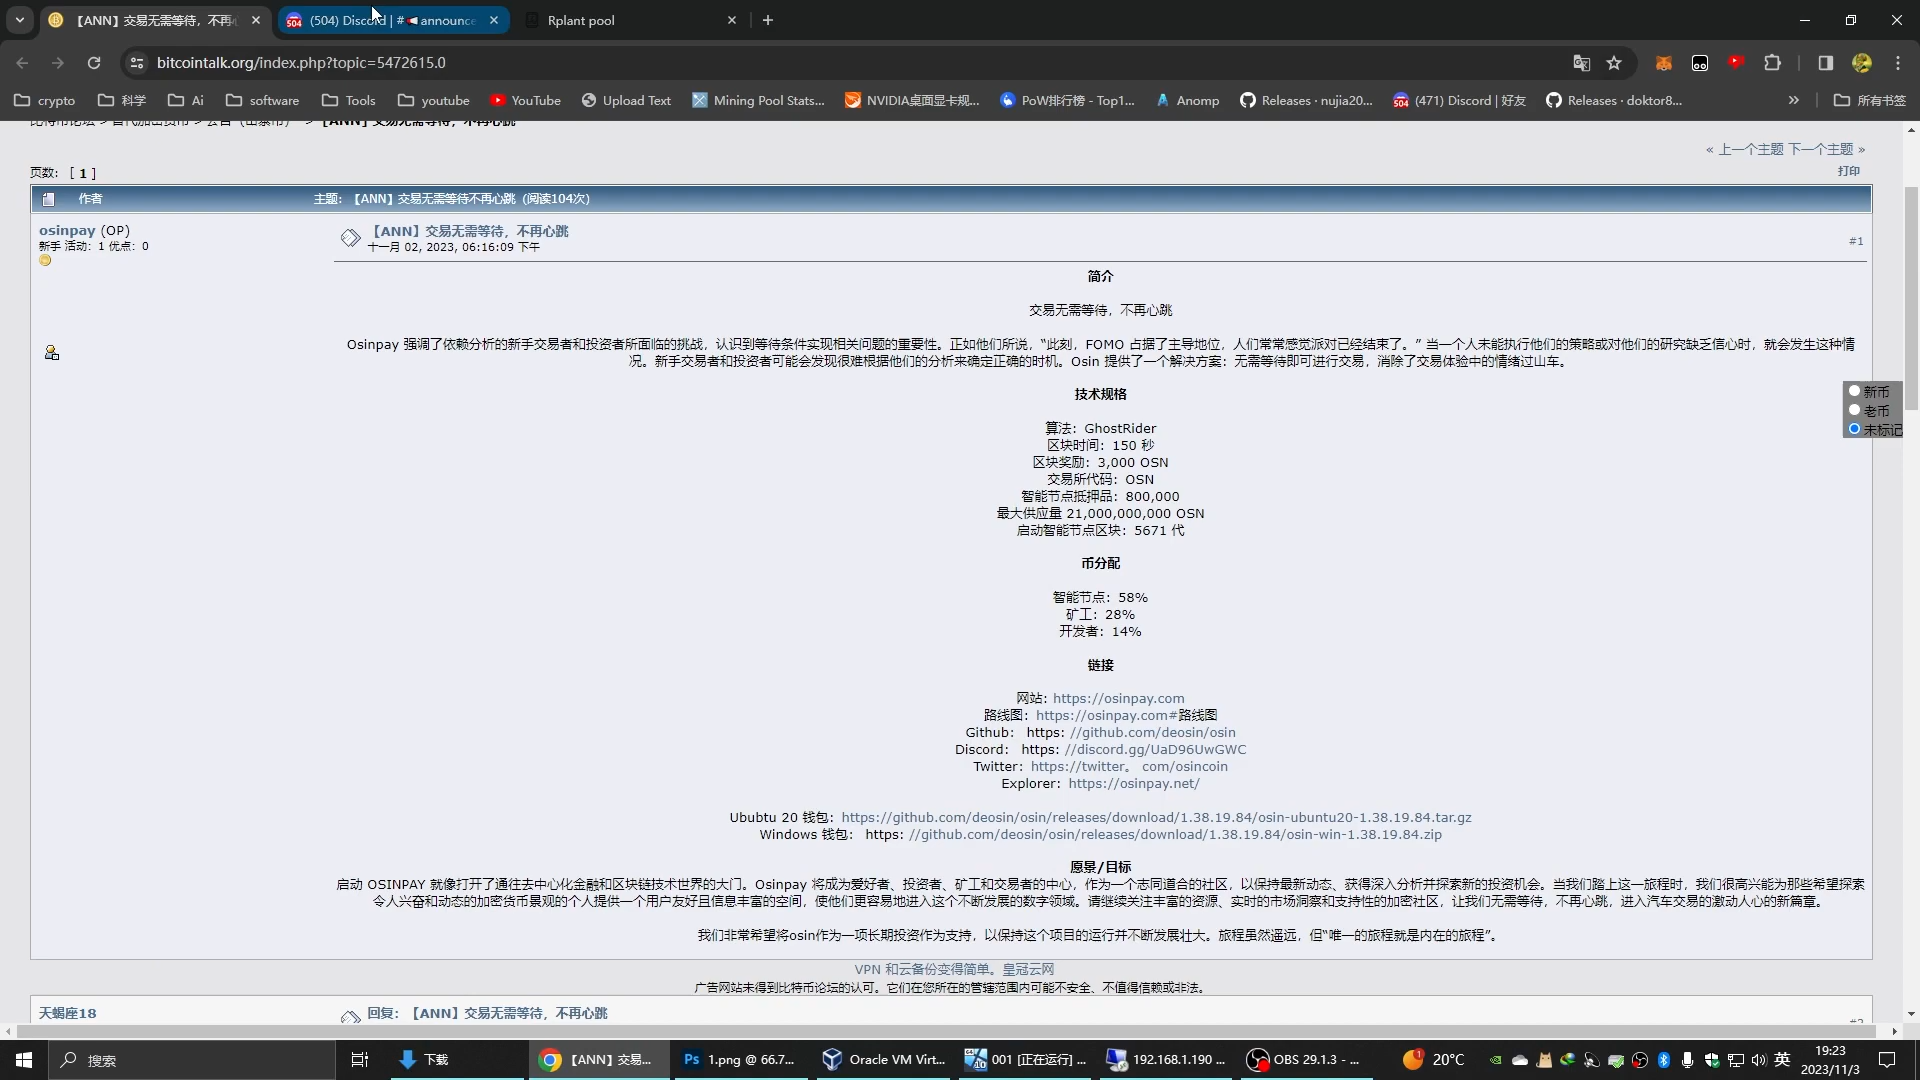 【ANN】交易无需等待，不再
(504) Discord | # announce
Rplant pool
bitcointalk.org/index.php?topic=5472615.0
crypto
科学
Ai
software
Tools
youtube
YouTube
Upload Text
Mining Pool Stats...
NVIDIA桌面显卡规...
PoW排行榜 - Top1...
Anomp
Releases · nujia20...
(471) Discord | 好友
Releases · doktor8...
»
所有书签
« 上一个主题 下一个主题 »
页数： [ 1 ]
打印
作者
主题： 【ANN】交易无需等待不再心跳 (阅读104次)
osinpay (OP)
新手 活动：1 优点：0
【ANN】交易无需等待，不再心跳
十一月 02, 2023, 06:16:09 下午
#1
简介
交易无需等待，不再心跳
Osinpay 强调了依赖分析的新手交易者和投资者所面临的挑战，认识到等待条件实现相关问题的重要性。正如他们所说，“此刻，FOMO 占据了主导地位，人们常常感觉派对已经结束了。” 当一个人未能执行他们的策略或对他们的研究缺乏信心时，就会发生这种情
况。新手交易者和投资者可能会发现很难根据他们的分析来确定正确的时机。Osin 提供了一个解决方案：无需等待即可进行交易，消除了交易体验中的情绪过山车。
技术规格
算法：GhostRider
区块时间：150 秒
区块奖励：3,000 OSN
交易所代码：OSN
智能节点抵押品：800,000
最大供应量 21,000,000,000 OSN
启动智能节点区块：5671 代
新币
老币
未标记
币分配
智能节点：58%
矿工：28%
开发者：14%
链接
网站: https://osinpay.com
路线图： https://osinpay.com#路线图
Github： https: //github.com/deosin/osin
Discord： https: //discord.gg/UaD96UwGWC
Twitter：https://twitter。 com/osincoin
Explorer: https://osinpay.net/
Ububtu 20 钱包：https://github.com/deosin/osin/releases/download/1.38.19.84/osin-ubuntu20-1.38.19.84.tar.gz
Windows 钱包： https: //github.com/deosin/osin/releases/download/1.38.19.84/osin-win-1.38.19.84.zip
愿景/目标
启动 OSINPAY 就像打开了通往去中心化金融和区块链技术世界的大门。Osinpay 将成为爱好者、投资者、矿工和交易者的中心，作为一个志同道合的社区，以保持最新动态、获得深入分析并探索新的投资机会。当我们踏上这一旅程时，我们很高兴能为那些希望探索
令人兴奋和动态的加密货币景观的个人提供一个用户友好且信息丰富的空间，使他们更容易地进入这个不断发展的数字领域。请继续关注丰富的资源、实时的市场洞察和支持性的加密社区，让我们无需等待，不再心跳，进入汽车交易的激动人心的新篇章。
我们非常希望将osin作为一项长期投资作为支持，以保持这个项目的运行并不断发展壮大。旅程虽然遥远，但“唯一的旅程就是内在的旅程”。
VPN 和云备份变得简单。皇冠云网
广告网站未得到比特币论坛的认可。它们在您所在的管辖范围内可能不安全、不值得信赖或非法。
天蝎座18
回复： 【ANN】交易无需等待，不再心跳
搜索
下载
【ANN】交易...
1.png @ 66.7...
Oracle VM Virt...
001 [正在运行] ...
192.168.1.190 ...
OBS 29.1.3 - ...
20°C
英
19:23
2023/11/3